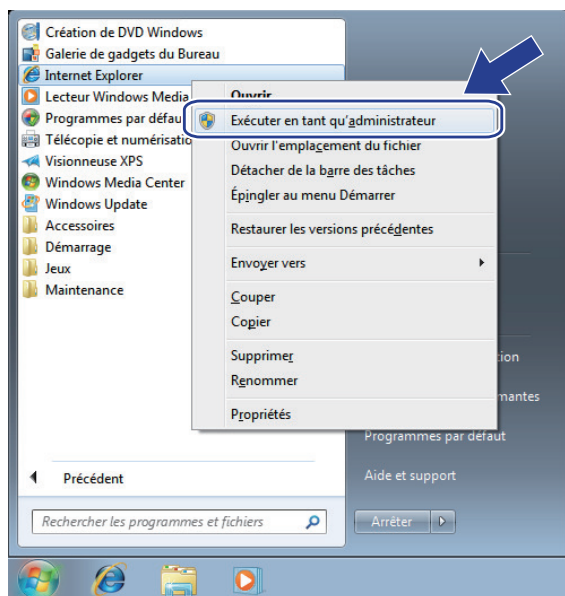 Création de DVD Windows
Galerie de gadgets du Bureau
Internet Explorer
Lecteur Windows Media
Programmes par défau
Télécopie et numérisatio
Visionneuse XPS
Windows Media Center
Windows Update
Accessoires
Démarrage
Jeux
Maintenance
Précédent
Rechercher les programmes et fichiers
Ouvrir
Exécuter en tant qu'administrateur
Ouvrir l'emplacement du fichier
Détacher de la barre des tâches
Épingler au menu Démarrer
Restaurer les versions précédentes
Envoyer vers
Couper
Copier
Supprimer
Renommer
Propriétés
tion
mantes
Programmes par défaut
Aide et support
Arrêter